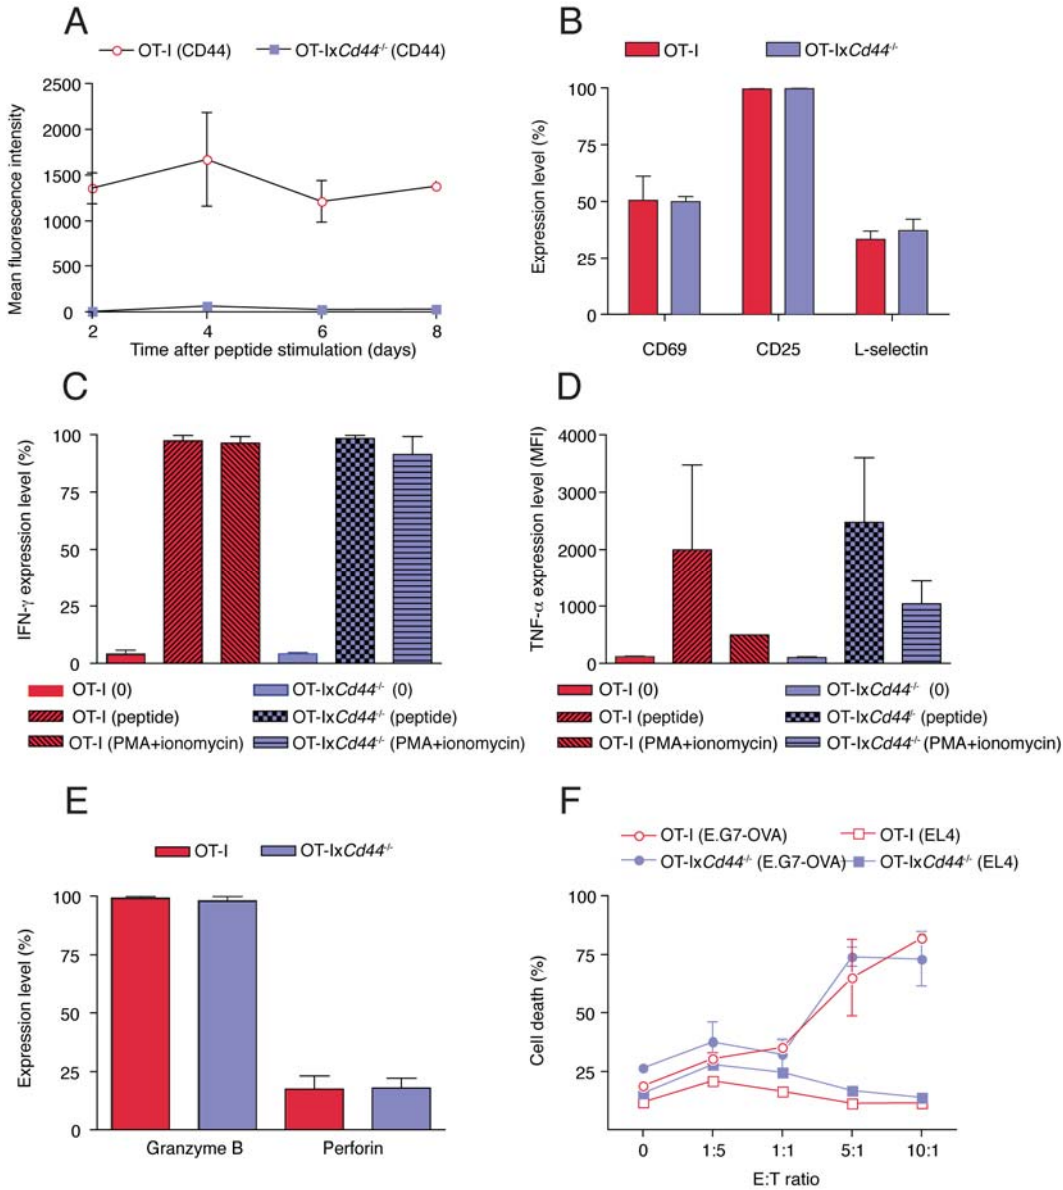 A
OT-I (CD44)
OT-IxCd44-/- (CD44)
Mean fluorescence intensity
2500
2000
1500
1000
500
0
2
4
6
8
Time after peptide stimulation (days)
B
OT-I
OT-IxCd44-/-
Expression level (%)
100
75
50
25
0
CD69
CD25
L-selectin
C
IFN-γ expression level (%)
100
75
50
25
0
OT-I (0)
OT-IxCd44-/- (0)
OT-I (peptide)
OT-IxCd44-/- (peptide)
OT-I (PMA+ionomycin)
OT-IxCd44-/- (PMA+ionomycin)
D
TNF-α expression level (MFI)
4000
3000
2000
1000
0
OT-I (0)
OT-IxCd44-/- (0)
OT-I (peptide)
OT-IxCd44-/- (peptide)
OT-I (PMA+ionomycin)
OT-IxCd44-/- (PMA+ionomycin)
E
OT-I
OT-IxCd44-/-
Expression level (%)
100
75
50
25
0
Granzyme B
Perforin
F
OT-I (E.G7-OVA)
OT-I (EL4)
OT-IxCd44-/- (E.G7-OVA)
OT-IxCd44-/- (EL4)
Cell death (%)
100
75
50
25
0
0
1:5
1:1
5:1
10:1
E:T ratio